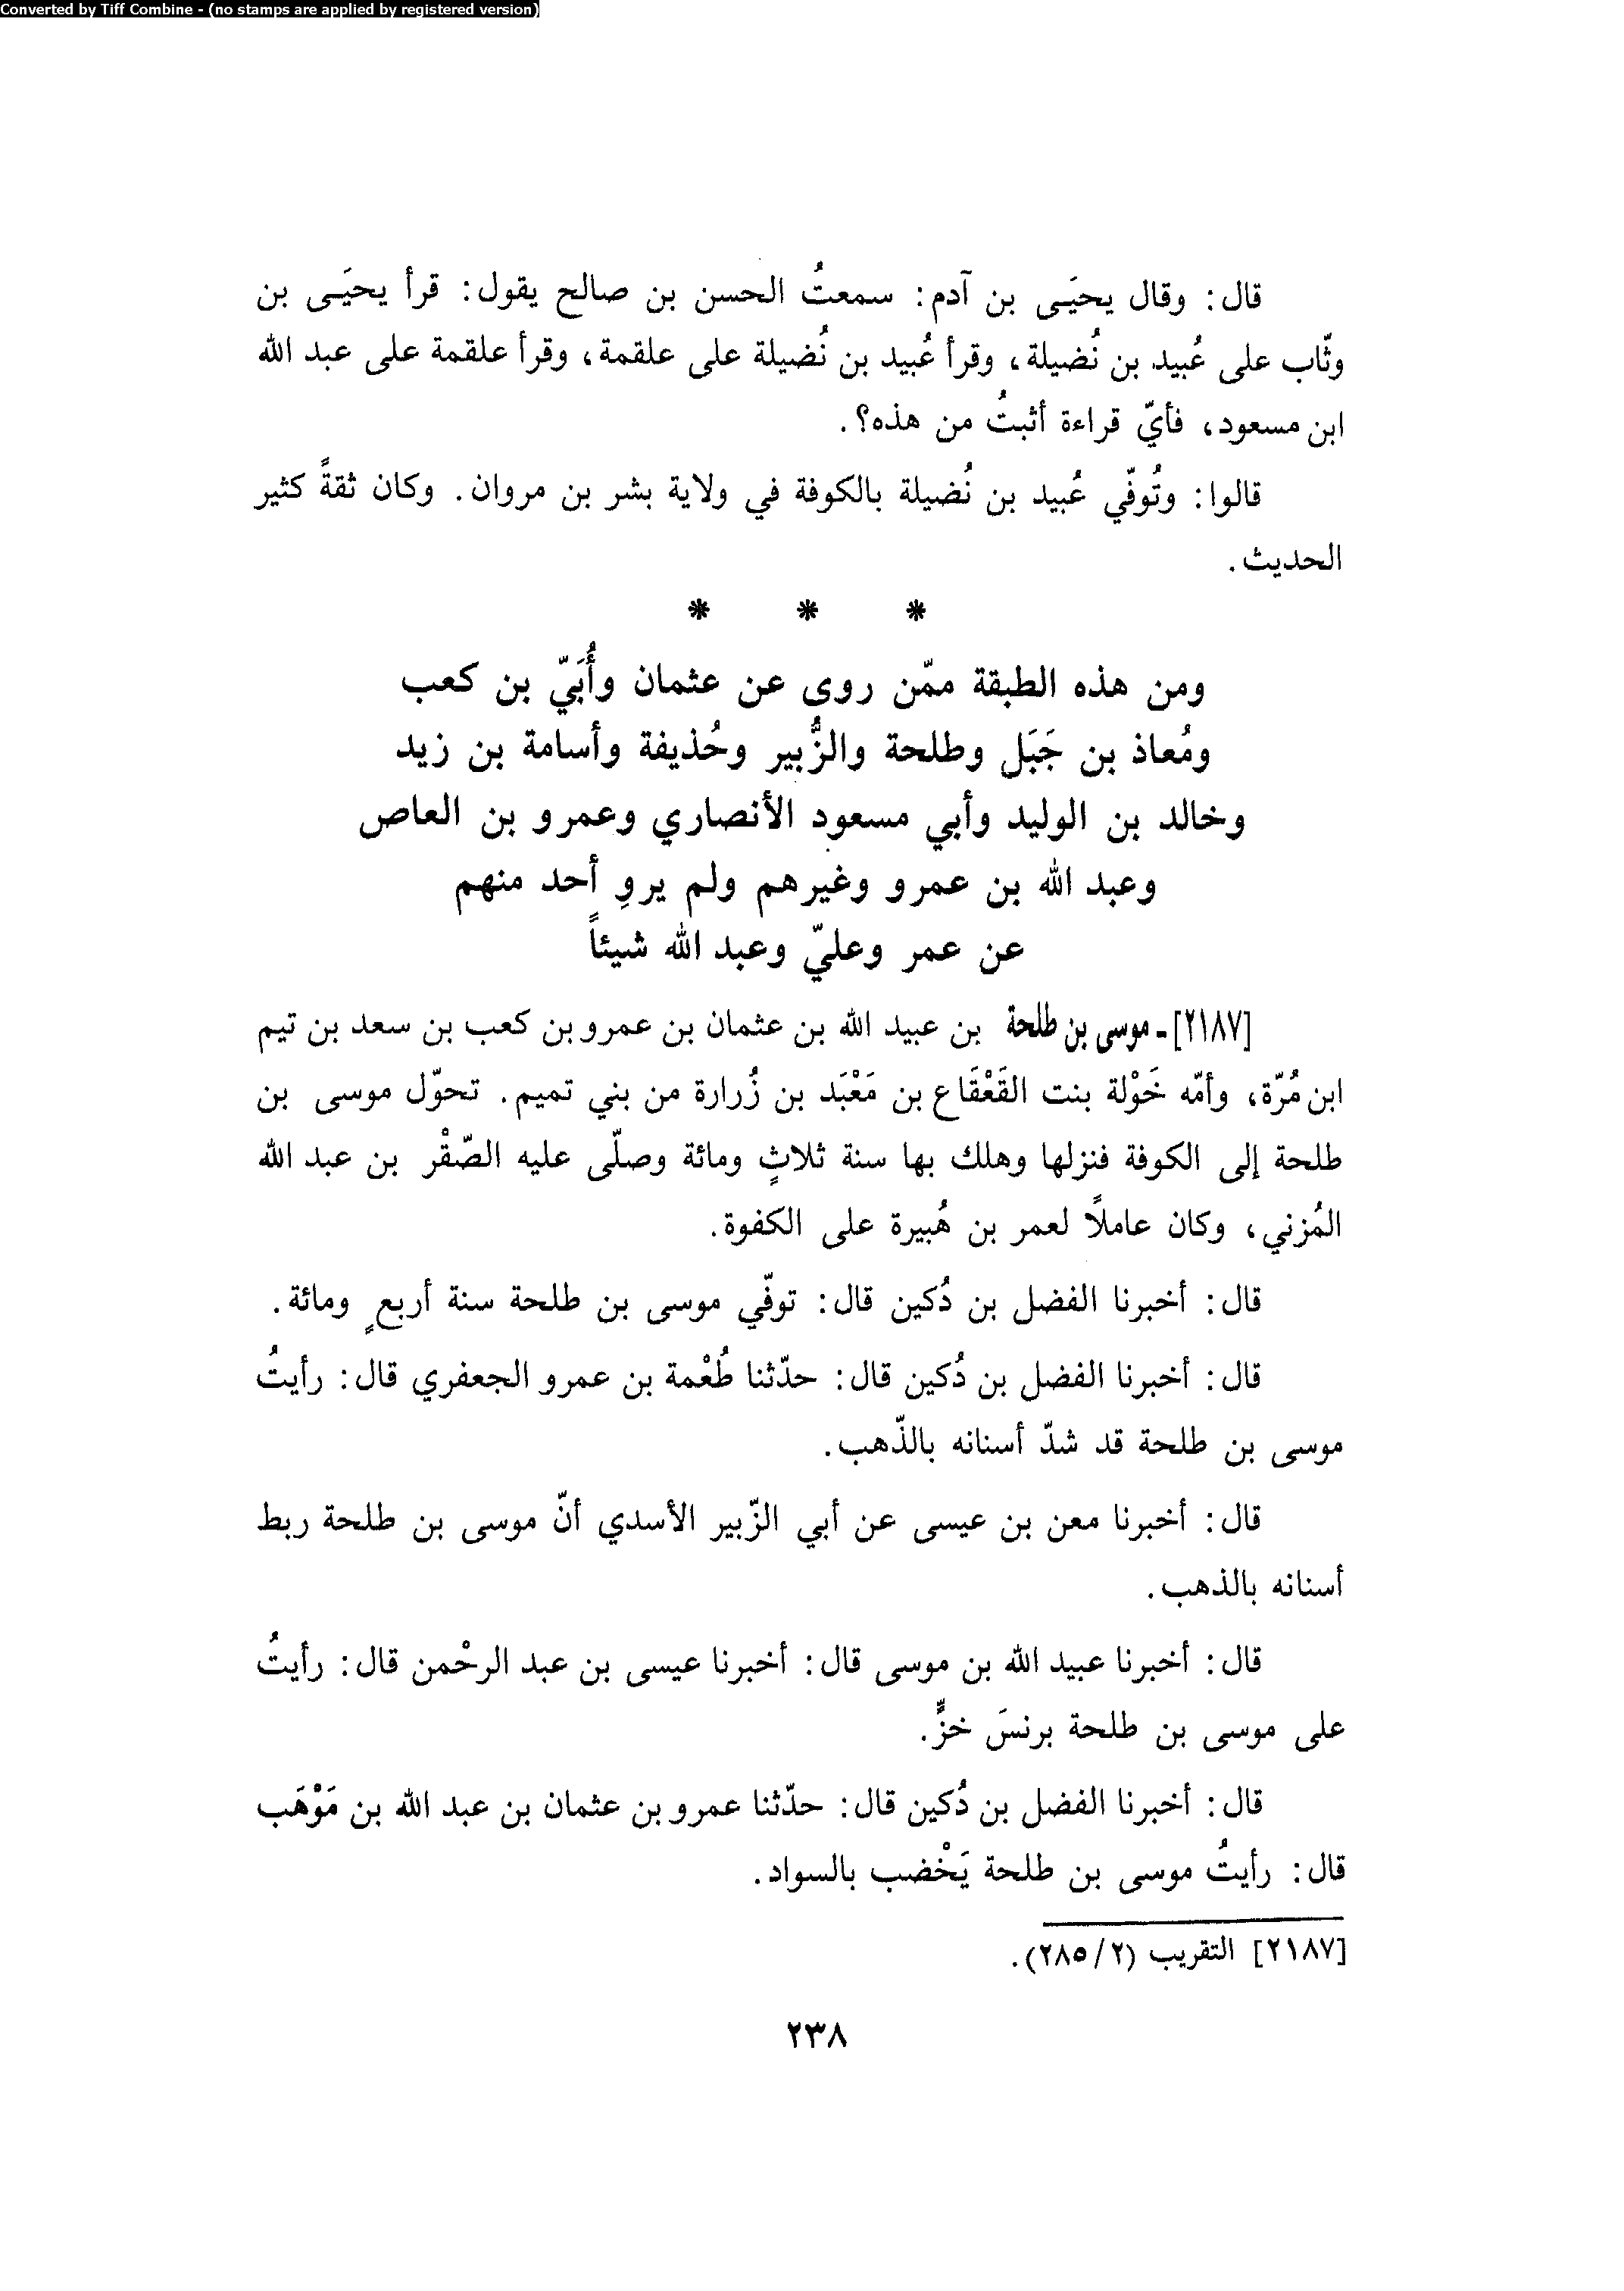 Converted by Tiff Combine - (no stamps are applied by registered version)
قال: وقال يحيَـى بن آدم: سمعتُ الحسن بن صالح يقول: قرأ يحيَـى بن
وثّاب على عُبيد بن نُضيلة، وقرأ عُبيد بن نُضيلة على علقمة، وقرأ علقمة على عبد الله
ابن مسعود، فأيّ قراءة أثبتُ من هذه؟.
قالوا: وتُوفّي عُبيد بن نُضيلة بالكوفة في ولاية بشر بن مروان. وكان ثقةً كثير
الحديث.
* * *
ومن هذه الطبقة ممّن روى عن عثمان وأُبَيّ بن كعب
ومُعاذ بن جَبَل وطلحة والزُّبير وحُذيفة وأسامة بن زيد
وخالد بن الوليد وأبي مسعود الأنصاري وعمرو بن العاص
وعبد الله بن عمرو وغيرهم ولم يروِ أحد منهم
عن عمر وعليّ وعبد الله شيئاً
[٢١٨٧] ـ موسى بن طلحة بن عبيد الله بن عثمان بن عمرو بن كعب بن سعد بن تيم
ابن مُرّة، وأمّه خَوْلة بنت القَعْقَاع بن مَعْبَد بن زُرارة من بني تميم. تحوّل موسى بن
طلحة إلى الكوفة فنزلها وهلك بها سنة ثلاثٍ ومائة وصلّى عليه الصّقْر بن عبد الله
المُزني، وكان عاملاً لعمر بن هُبيرة على الكفوة.
قال: أخبرنا الفضل بن دُكين قال: توفّي موسى بن طلحة سنة أربعٍ ومائة.
قال: أخبرنا الفضل بن دُكين قال: حدّثنا طُعْمة بن عمرو الجعفري قال: رأيتُ
موسى بن طلحة قد شدّ أسنانه بالذّهب.
قال: أخبرنا معن بن عيسى عن أبي الزّبير الأسدي أنّ موسى بن طلحة ربط
أسنانه بالذهب.
قال: أخبرنا عبيد الله بن موسى قال: أخبرنا عيسى بن عبد الرحْمن قال: رأيتُ
على موسى بن طلحة برنسَ خزٍّ.
قال: أخبرنا الفضل بن دُكين قال: حدّثنا عمرو بن عثمان بن عبد الله بن مَوْهَب
قال: رأيتُ موسى بن طلحة يَخْضب بالسواد.
[٢١٨٧] التقريب (٢/ ٢٨٥).
٢٣٨